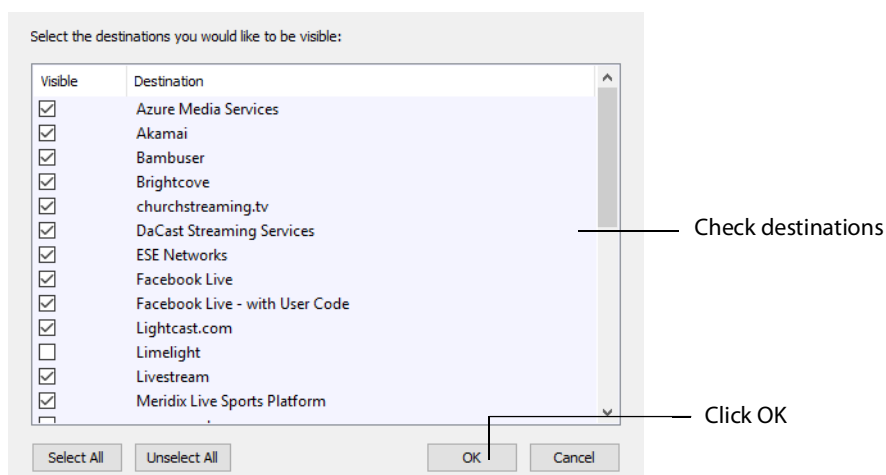 Select the destinations you would like to be visible:
Visible Destination
Azure Media Services
Akamai
Bambuser
Brightcove
churchstreaming.tv
DaCast Streaming Services
Check destinations
ESE Networks
Facebook Live
Facebook Live - with User Code
Lightcast.com
Limelight
Livestream
Meridix Live Sports Platform
Click OK
Select All Unselect All OK Cancel